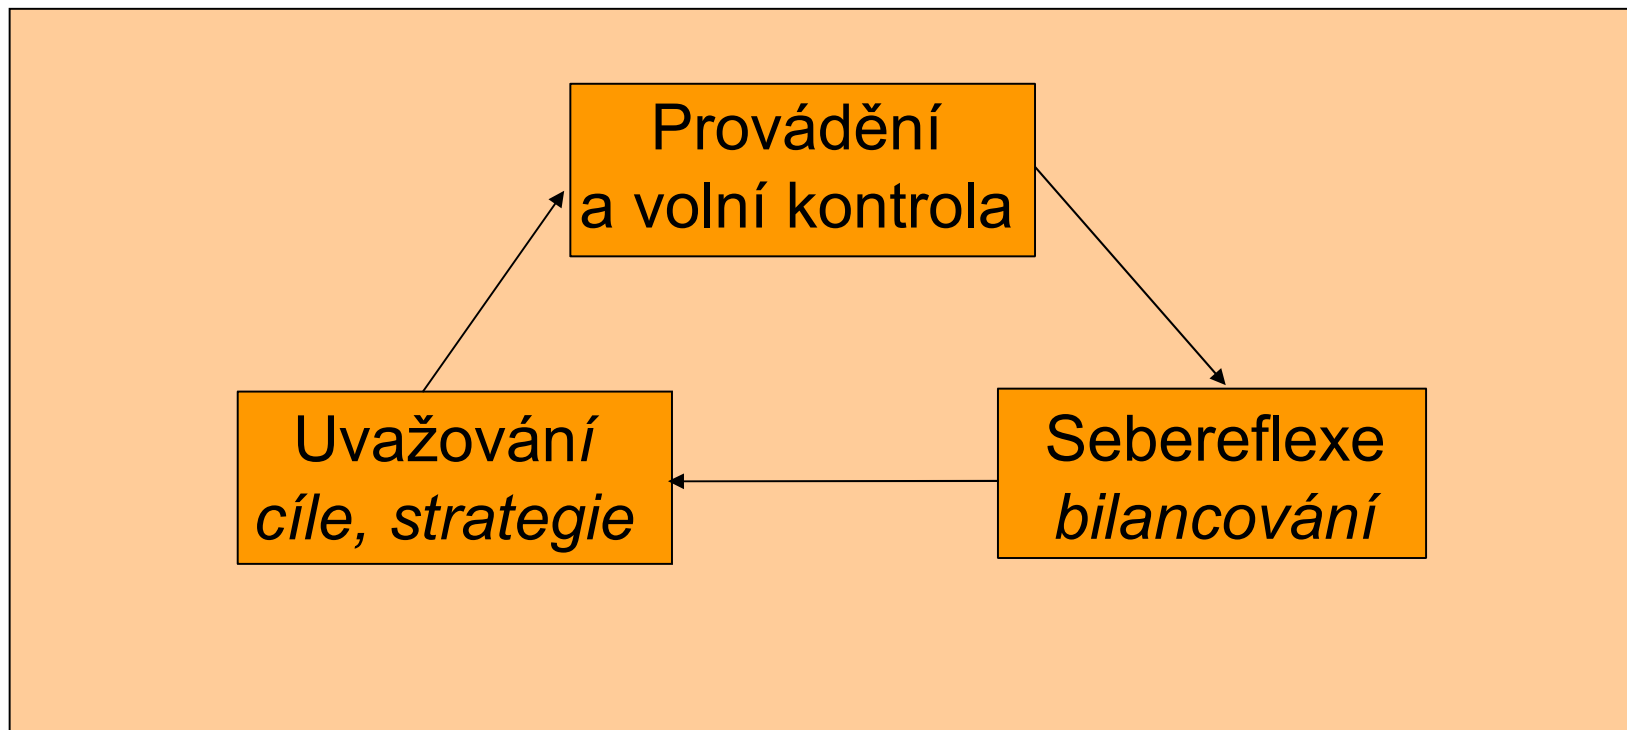 Provádění
a volní kontrola
Uvažování
cíle, strategie
Sebereflexe
bilancování